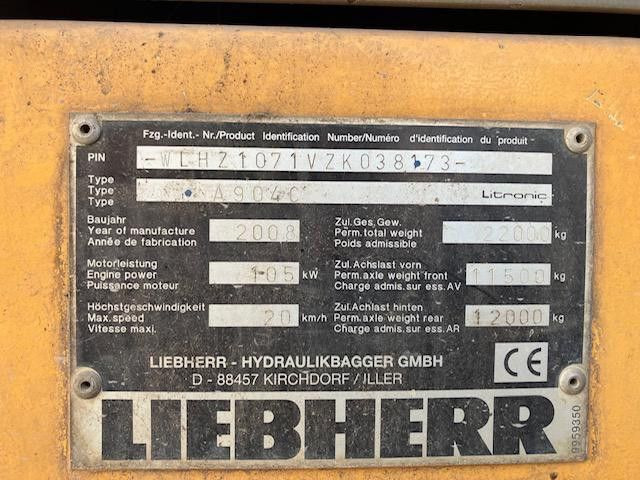 Fzg.-Ident.- Nr./Product Identification Number/Numéro d'identification du produit
PIN -WLHZ1071VZK038173-
Type
Type A904C Litronic
Type
Baujahr
Year of manufacture 2008
Année de fabrication
Zul.Ges.Gew.
Perm.total weight 22000 kg
Poids admissible
Motorleistung
Engine power 105 kW
Puissance moteur
Zul.Achslast vorn
Perm.axle weight front 11500 kg
Charge admis.sur ess.AV
Höchstgeschwindigkeit
Max.speed 20 km/h
Vitesse maxi.
Zul.Achslast hinten
Perm.axle weight rear 12000 kg
Charge admis.sur ess.AR
LIEBHERR - HYDRAULIKBAGGER GMBH
D - 88457 KIRCHDORF / ILLER
CE
LIEBHERR
9959350